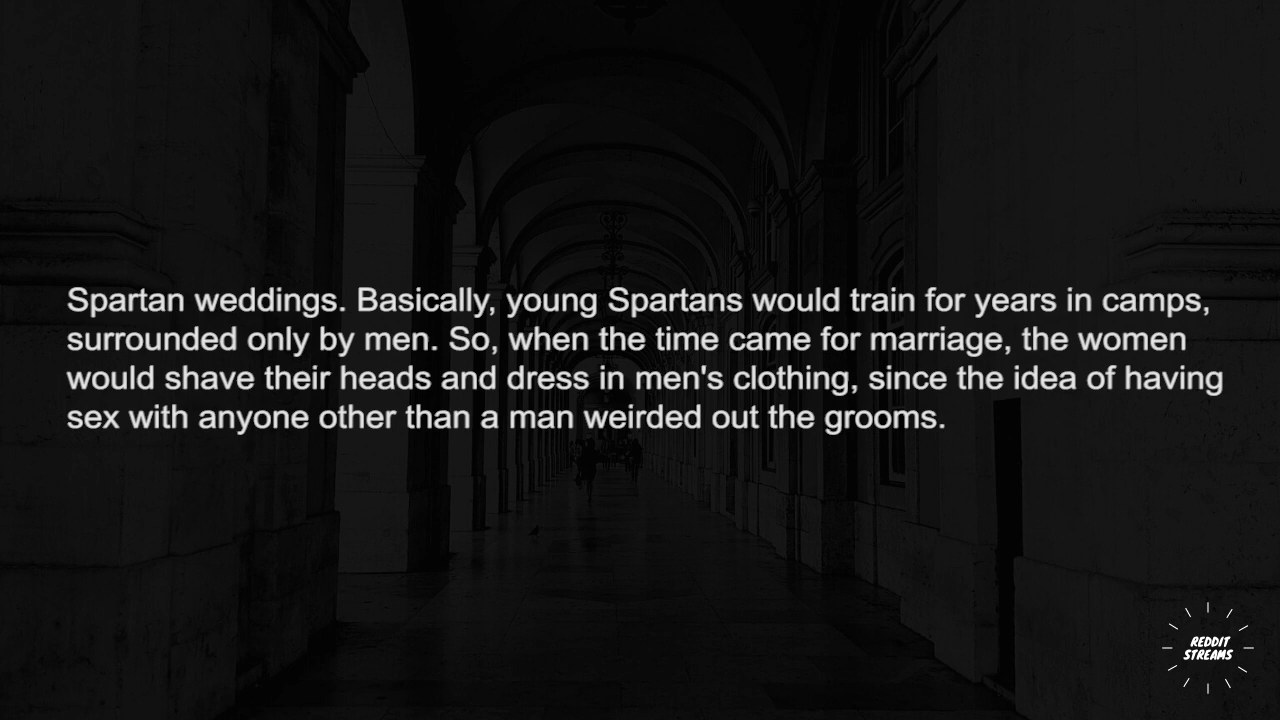 Spartan weddings. Basically, young Spartans would train for years in camps,
surrounded only by men. So, when the time came for marriage, the women
would shave their heads and dress in men's clothing, since the idea of having
sex with anyone other than a man weirded out the grooms.
REDDIT
STREAMS